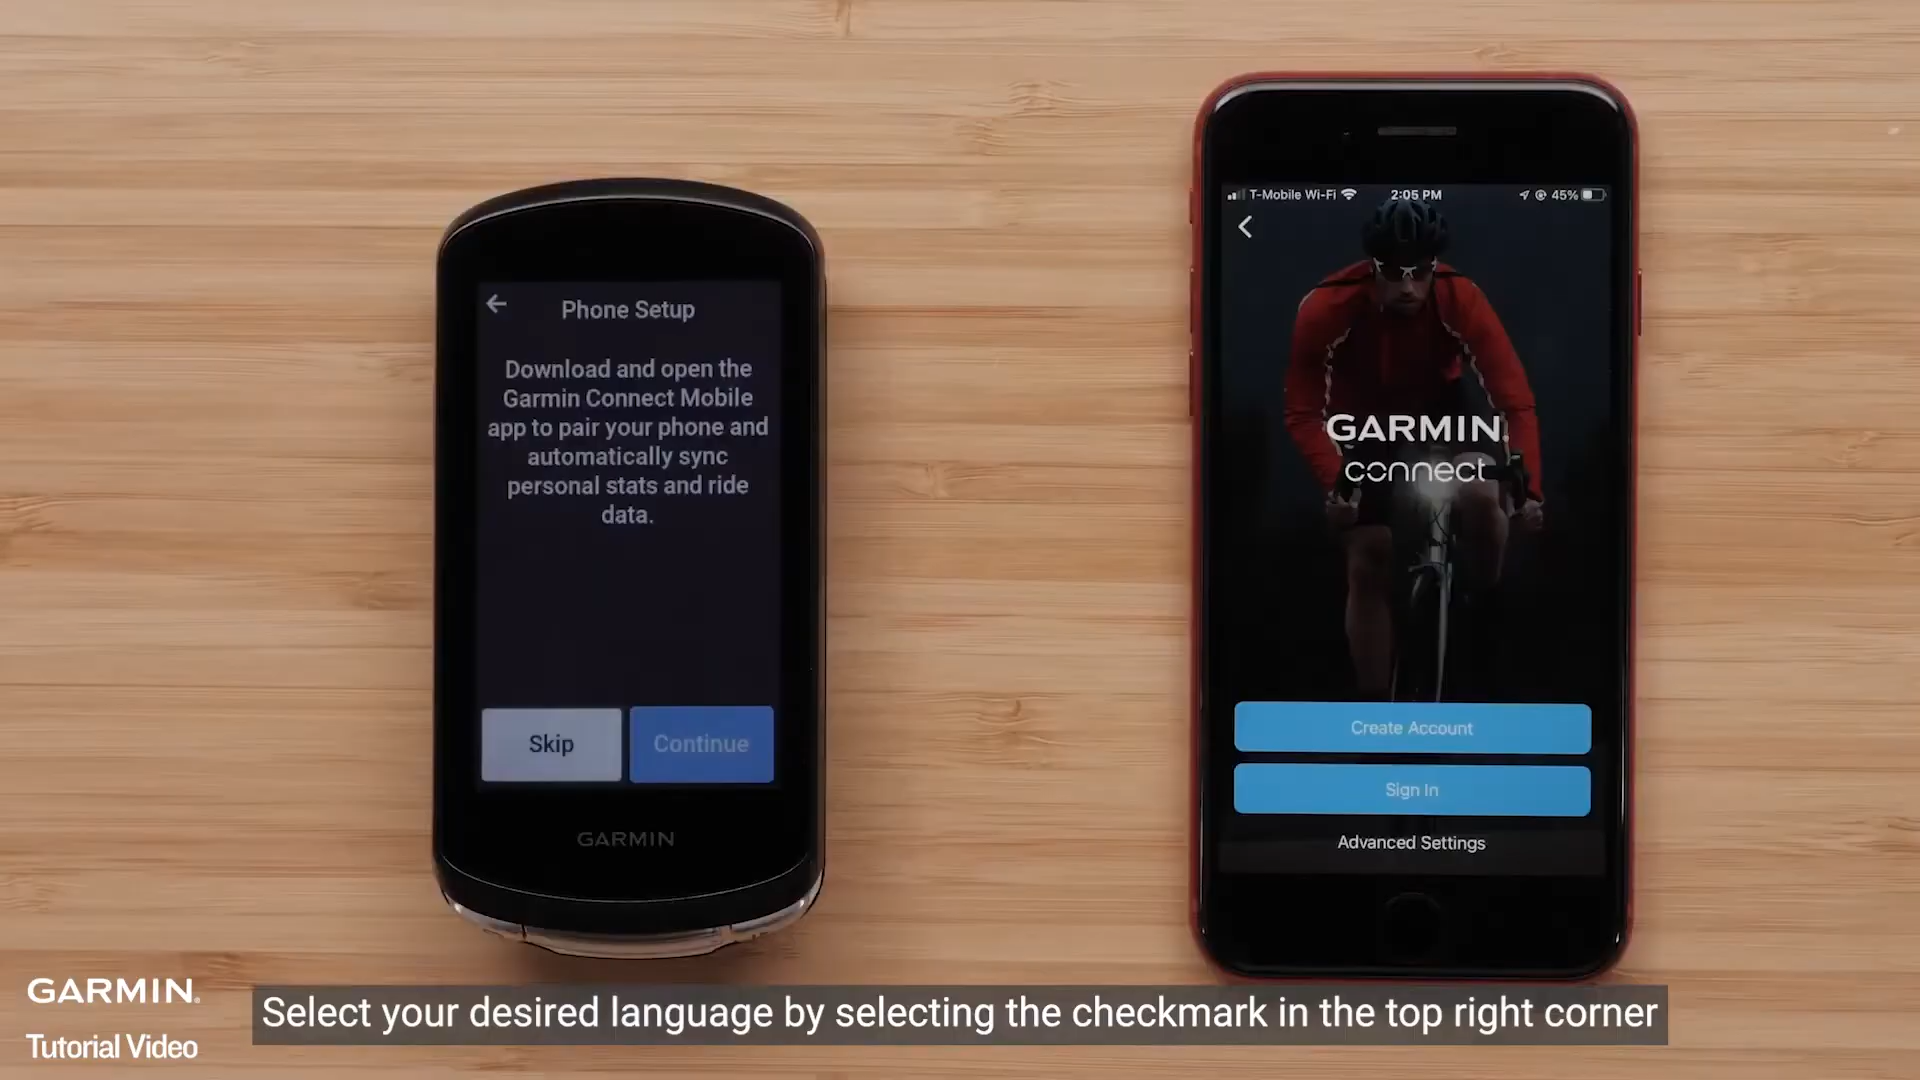 Phone Setup
Download and open the
Garmin Connect Mobile
app to pair your phone and
automatically sync
personal stats and ride
data.
Skip
Continue
GARMIN
T-Mobile Wi-Fi
2:05 PM
45%
GARMIN
connect
Create Account
Sign In
Advanced Settings
GARMIN
Tutorial Video
Select your desired language by selecting the checkmark in the top right corner